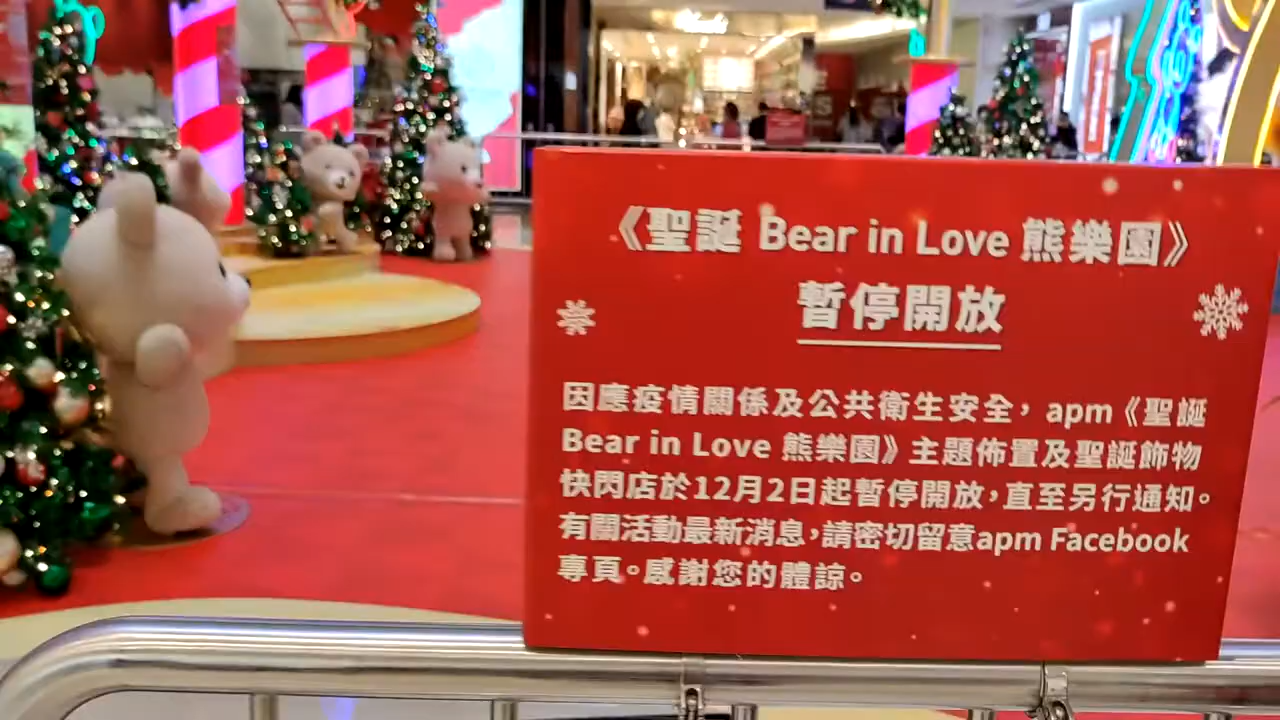 《聖誕 Bear in Love 熊樂園》
暫停開放
因應疫情關係及公共衛生安全，apm《聖誕
Bear in Love 熊樂園》主題佈置及聖誕飾物
快閃店於12月2日起暫停開放，直至另行通知。
有關活動最新消息，請密切留意apm Facebook
專頁。感謝您的體諒。